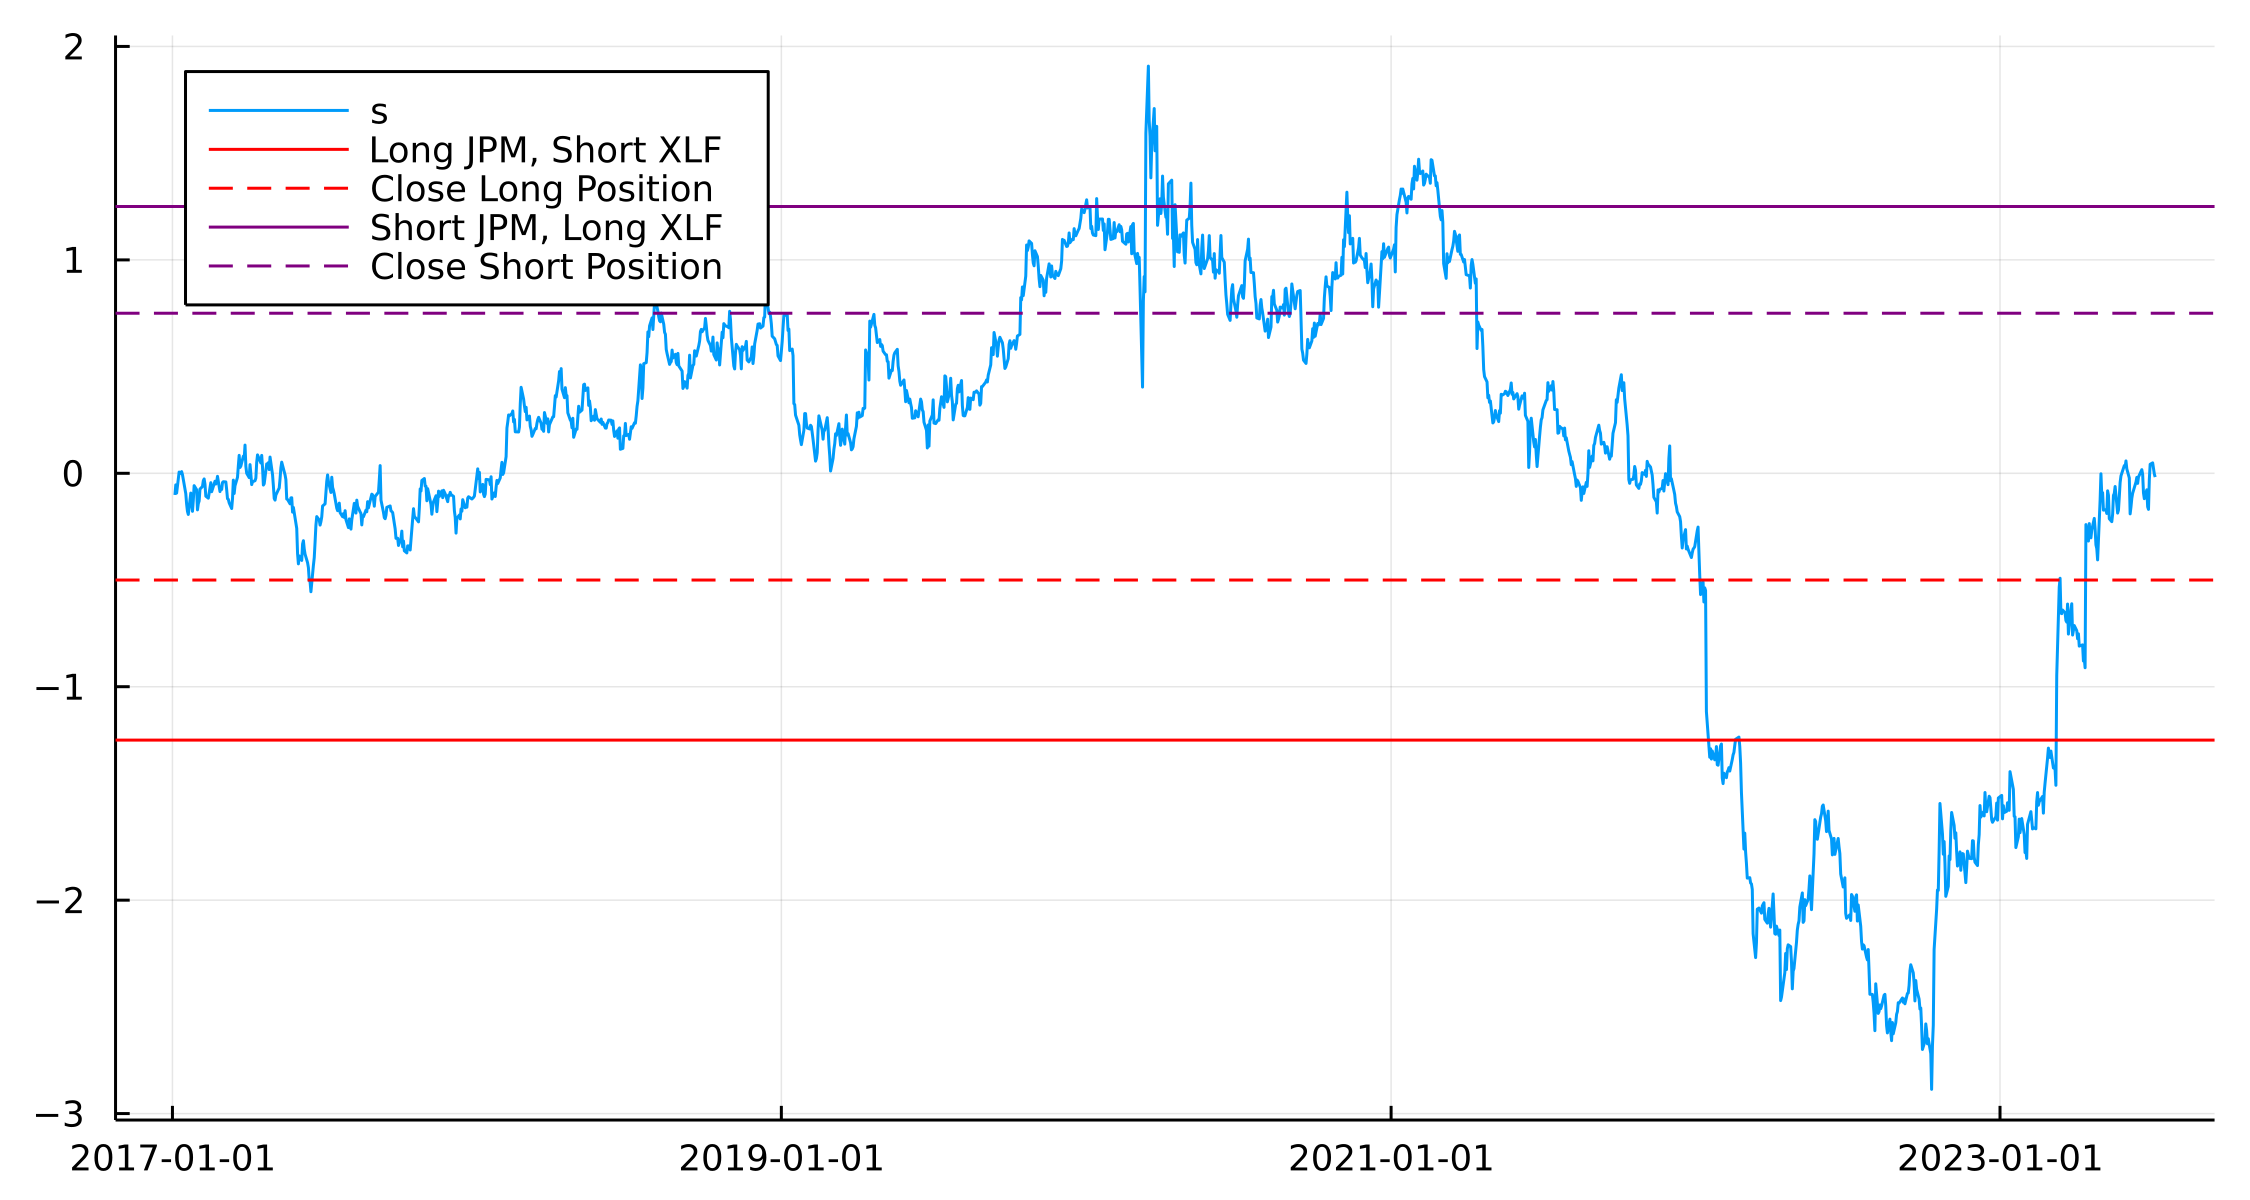 2
s
Long JPM, Short XLF
Close Long Position
Short JPM, Long XLF
Close Short Position
1
0
−1
−2
−3
2017-01-01 2019-01-01 2021-01-01 2023-01-01